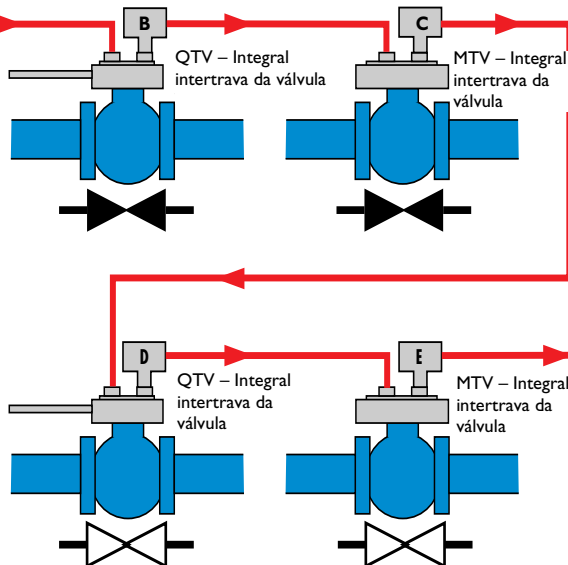 B
QTV – Integral
intertrava da válvula
C
MTV – Integral
intertrava da
válvula
D
QTV – Integral
intertrava da
válvula
E
MTV – Integral
intertrava da
válvula